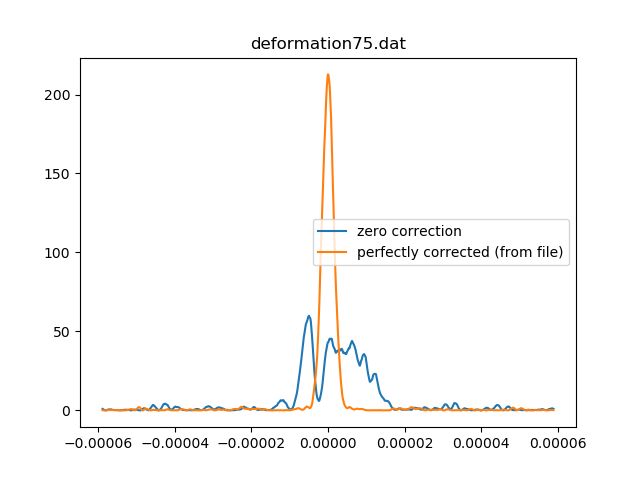 deformation75.dat
200
150
100
50
0
zero correction
perfectly corrected (from file)
−0.00006 −0.00004 −0.00002 0.00000 0.00002 0.00004 0.00006